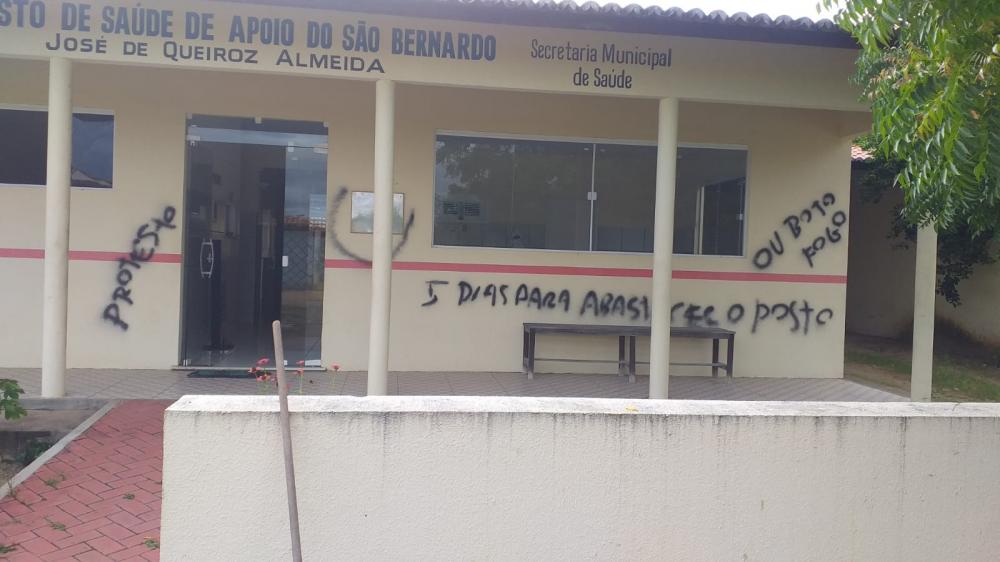 STO DE SAÚDE DE APOIO DO SÃO BERNARDO
JOSÉ DE QUEIROZ ALMEIDA
Secretaria Municipal
de Saúde
PROTESTO
5 DIAS PARA ABASTECER O POSTO
OU BOTO
FOGO